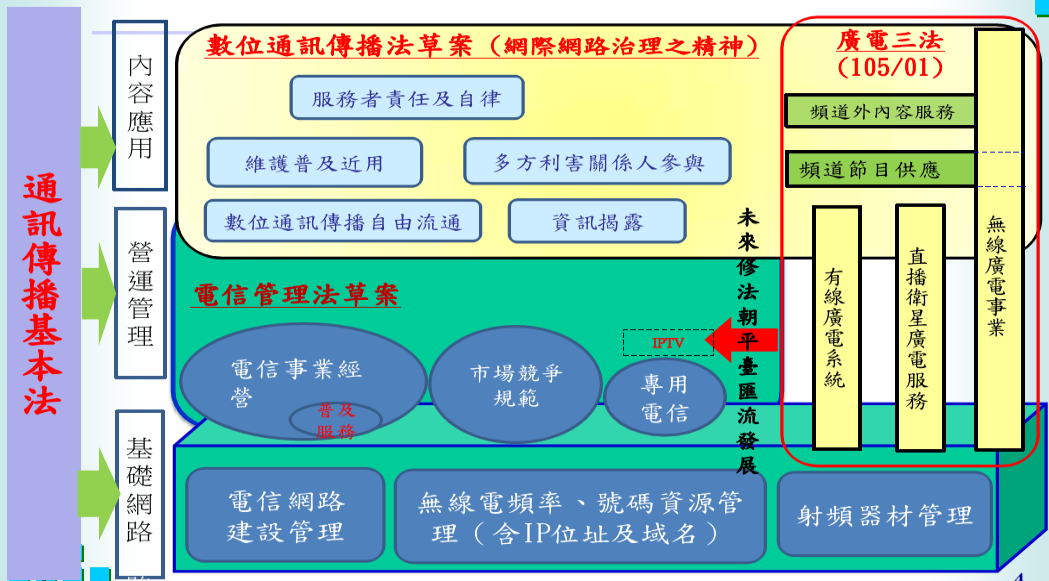 通訊傳播基本法
內容應用
營運管理
基礎網路
數位通訊傳播法草案（網際網路治理之精神）
服務者責任及自律
維護普及近用
多方利害關係人參與
數位通訊傳播自由流通
資訊揭露
廣電三法
(105/01)
頻道外內容服務
頻道節目供應
有線廣電系統
直播衛星廣電服務
無線廣電事業
未來修法朝平臺匯流發展
電信管理法草案
電信事業經
營
普及
服務
市場競爭
規範
IPTV
專用
電信
電信網路
建設管理
無線電頻率、號碼資源管
理（含IP位址及域名）
射頻器材管理